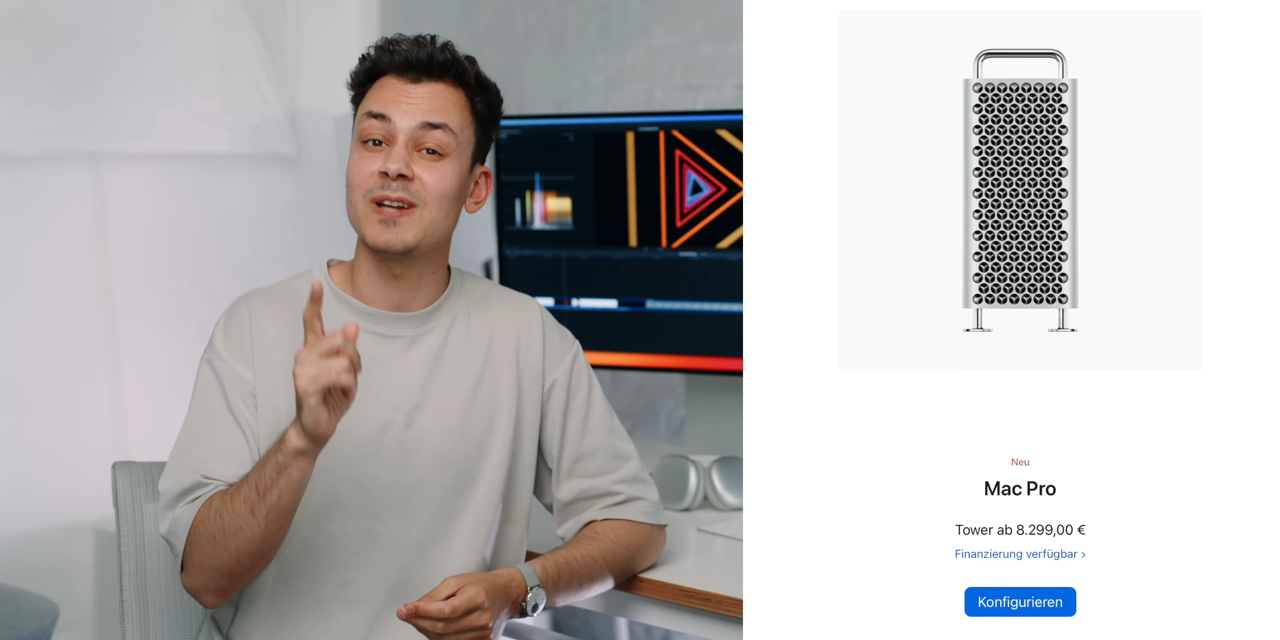 Neu
Mac Pro
Tower ab 8.299,00 €
Finanzierung verfügbar ›
Konfigurieren